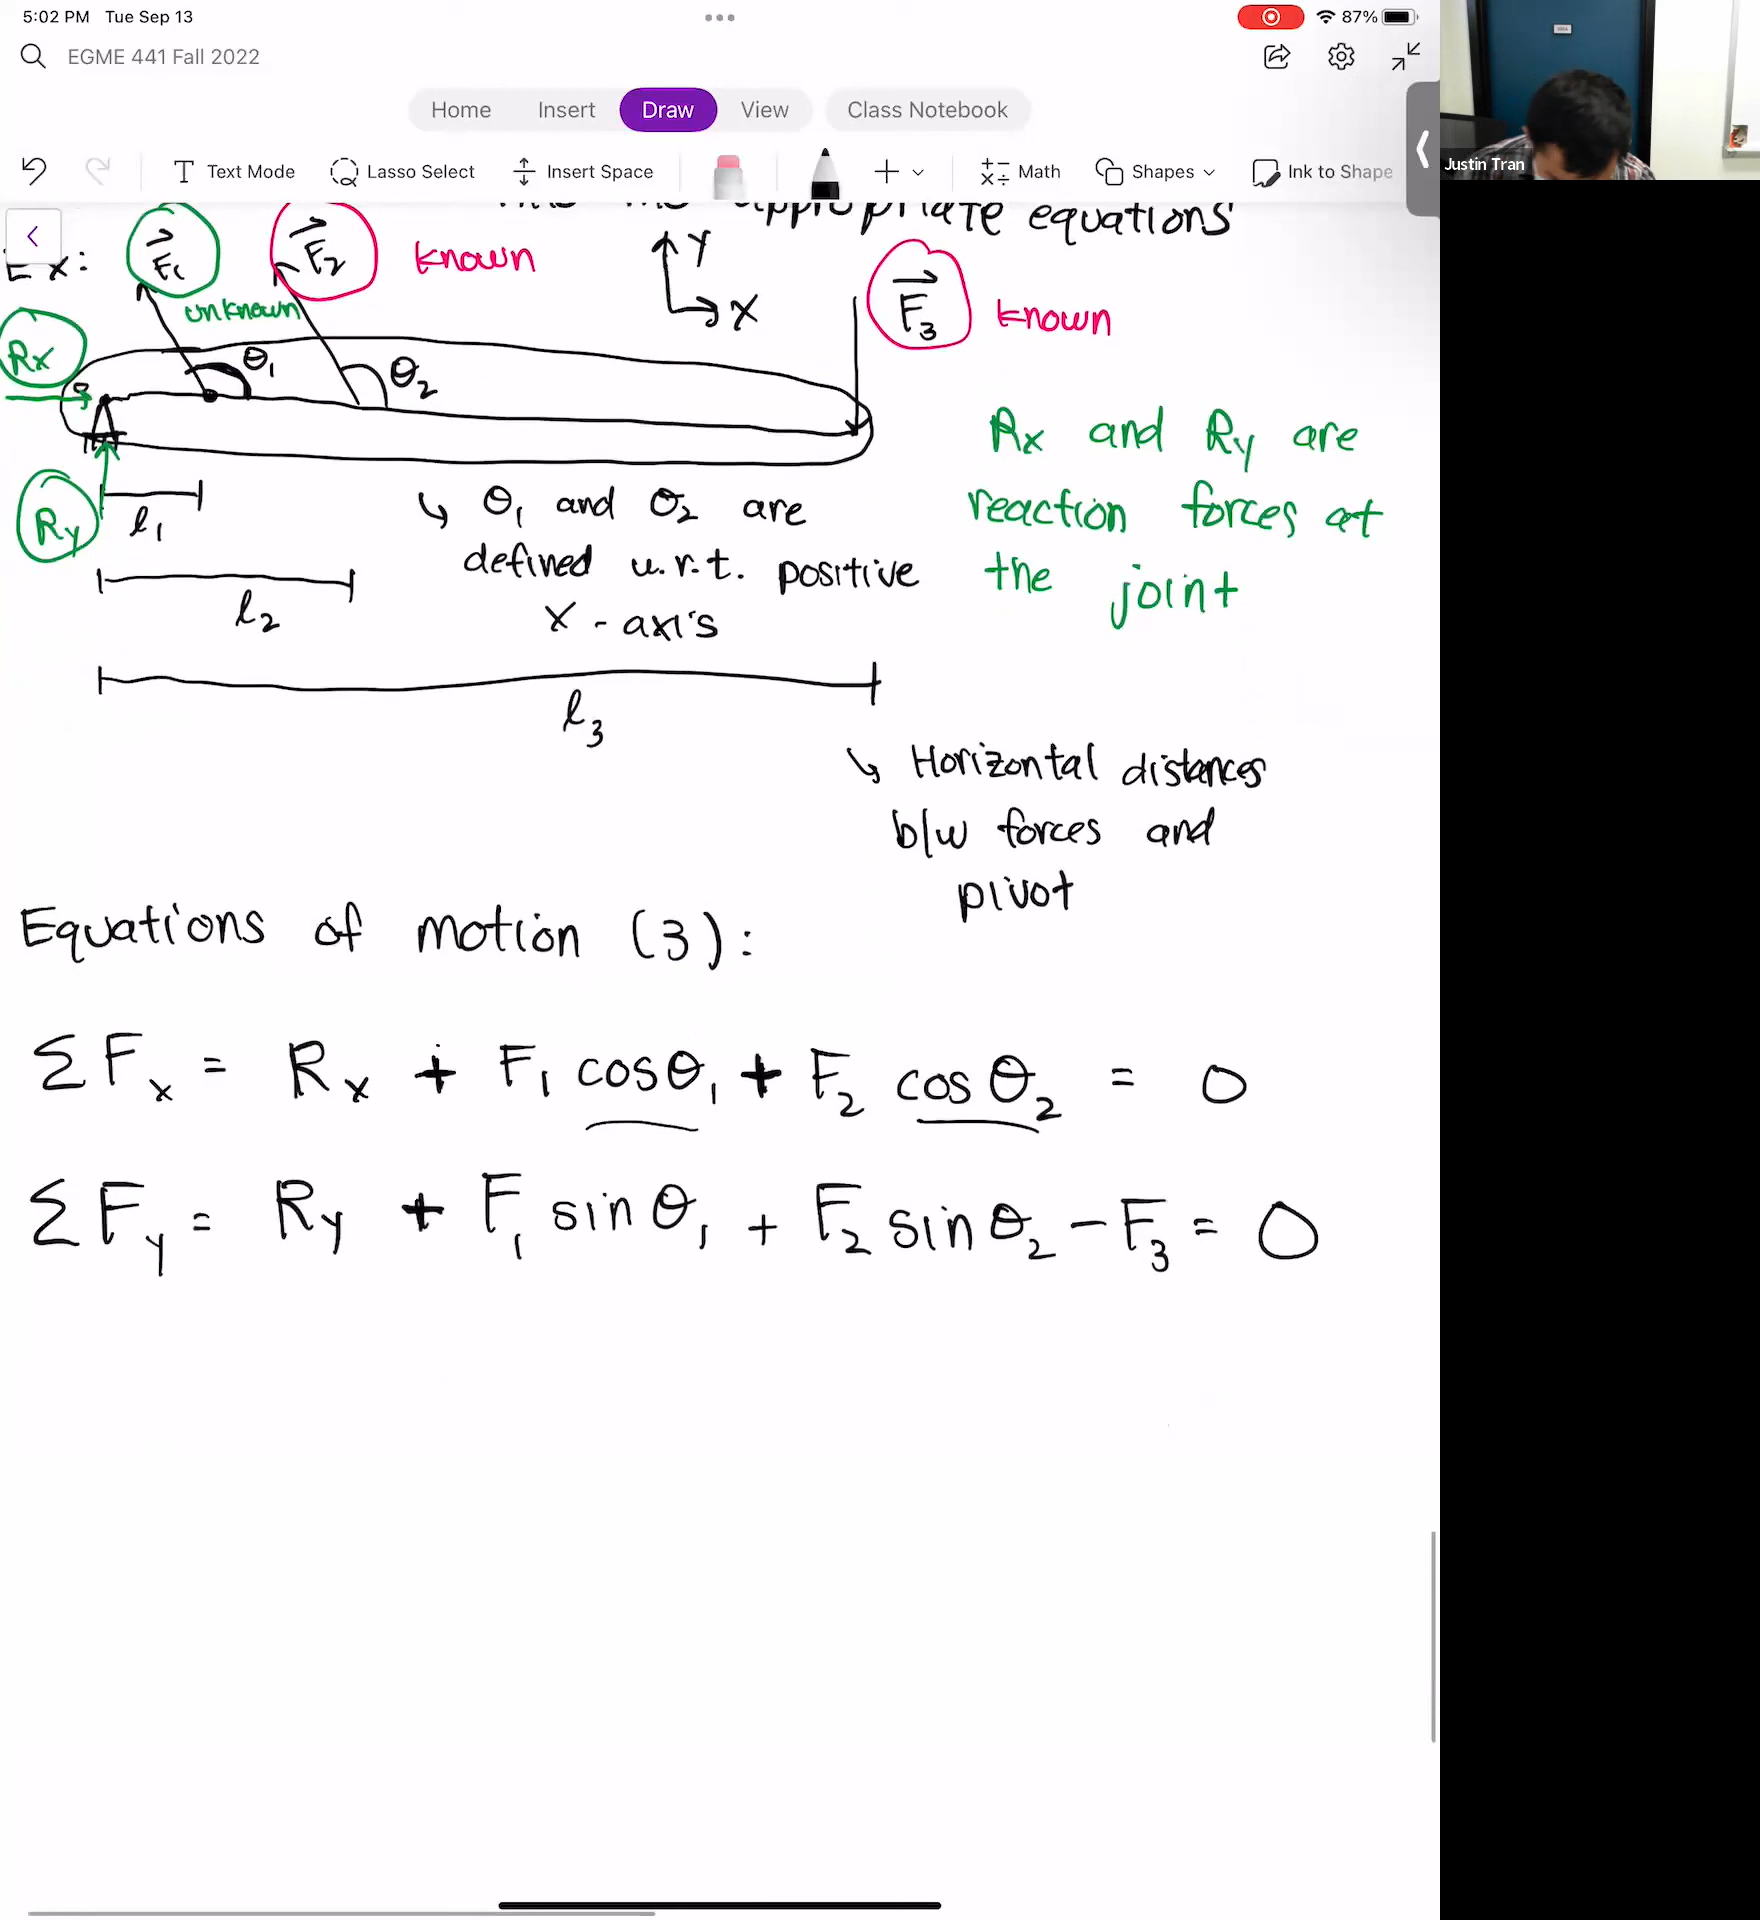 5:02 PM Tue Sep 13
87%
EGME 441 Fall 2022
Home Insert Draw View Class Notebook
T Text Mode Lasso Select Insert Space Math Shapes Ink to Shape
Justin Tran
appropriate equations
Ex: F₁ F₂ known Y
unknown X F₃ known
Rx θ₁ θ₂
Ry l₁
l₂
l₃
↳ θ₁ and θ₂ are
defined w.r.t. positive
X - axis
Rx and Ry are
reaction forces at
the joint
↳ Horizontal distances
b/w forces and
pivot
Equations of motion (3):
ΣFx = Rx + F₁ cosθ₁ + F₂ cosθ₂ = 0
ΣFy = Ry + F₁ sinθ₁ + F₂ sinθ₂ - F₃ = 0